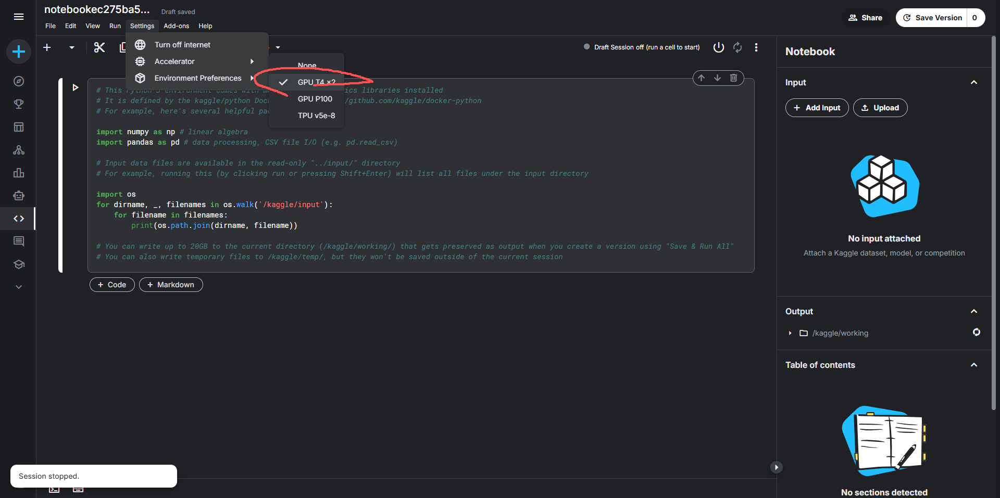 notebookec275ba5...
Draft saved
File Edit View Run Settings Add-ons Help
Share
Save Version 0
Turn off internet
Accelerator
Environment Preferences
None
GPU T4 ×2
GPU P100
TPU v5e-8
Draft Session off (run a cell to start)
# This Python 3 environment comes with m ics libraries installed
# It is defined by the kaggle/python Doc /github.com/kaggle/docker-python
# For example, here's several helpful pa
import numpy as np # linear algebra
import pandas as pd # data processing, CSV file I/O (e.g. pd.read_csv)
# Input data files are available in the read-only "../input/" directory
# For example, running this (by clicking run or pressing Shift+Enter) will list all files under the input directory
import os
for dirname, _, filenames in os.walk('/kaggle/input'):
for filename in filenames:
print(os.path.join(dirname, filename))
# You can write up to 20GB to the current directory (/kaggle/working/) that gets preserved as output when you create a version using "Save & Run All"
# You can also write temporary files to /kaggle/temp/, but they won't be saved outside of the current session
+ Code + Markdown
Notebook
Input
+ Add Input
Upload
No input attached
Attach a Kaggle dataset, model, or competition
Output
/kaggle/working
Table of contents
No sections detected
Session stopped.